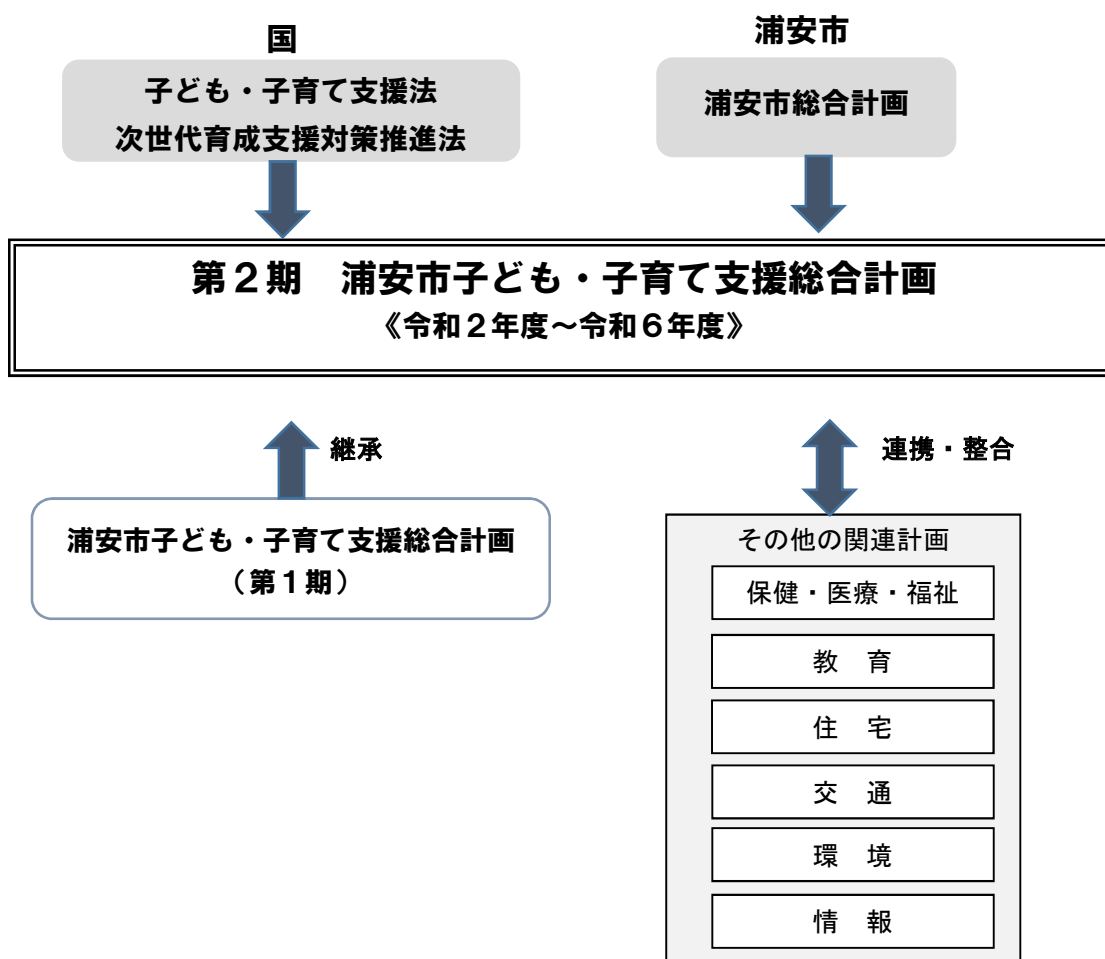 国
子ども・子育て支援法
次世代育成支援対策推進法
浦安市
浦安市総合計画
第２期　浦安市子ども・子育て支援総合計画
《令和２年度～令和６年度》
継承
連携・整合
浦安市子ども・子育て支援総合計画
（第１期）
その他の関連計画
保健・医療・福祉
教　育
住　宅
交　通
環　境
情　報